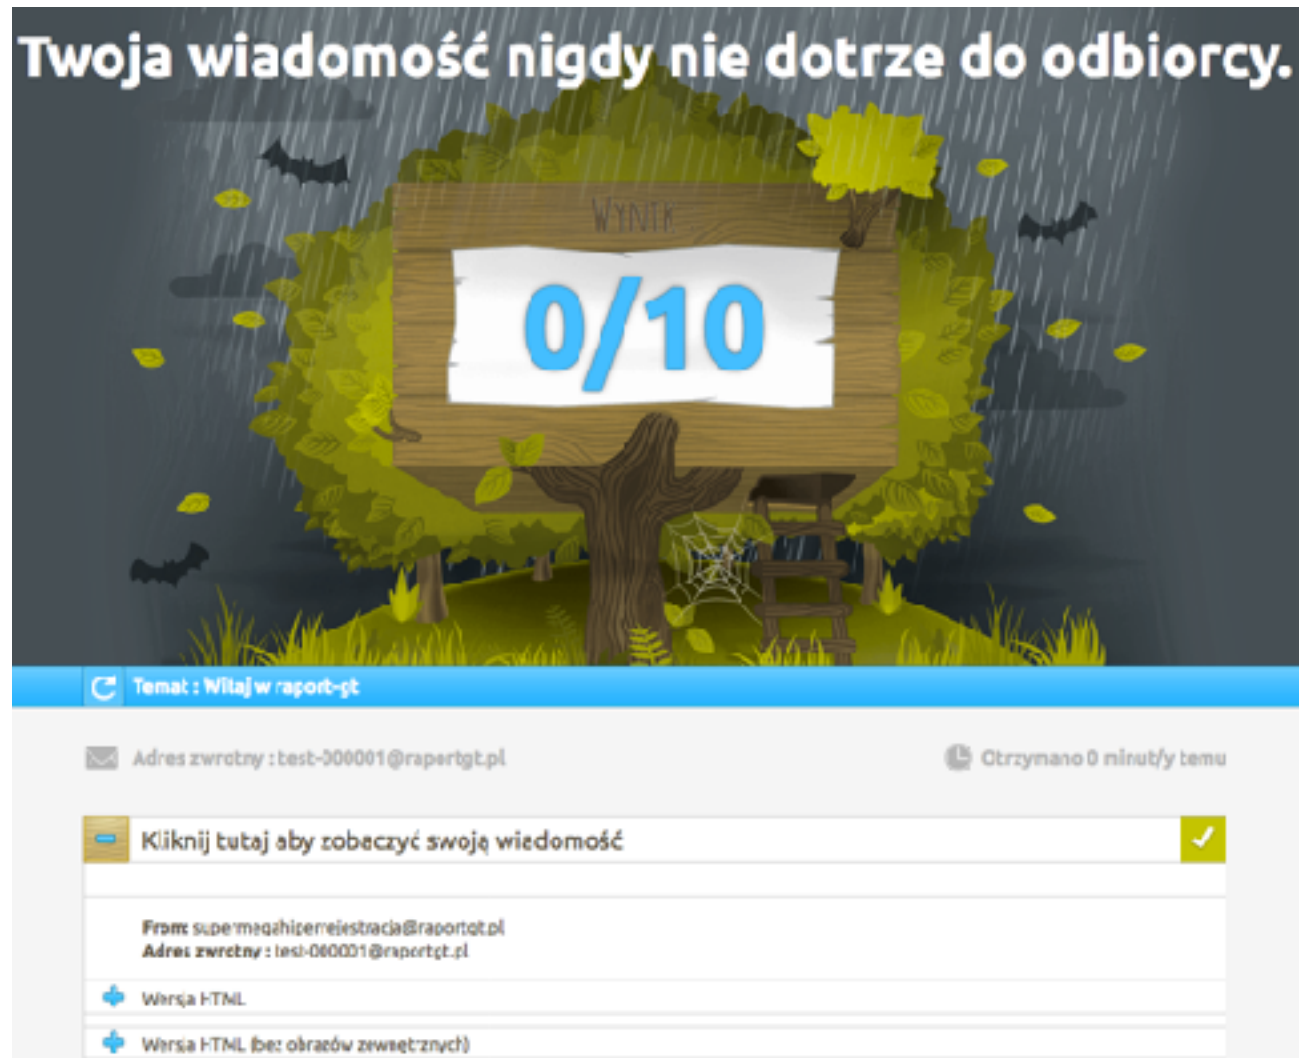 Twoja wiadomość nigdy nie dotrze do odbiorcy.
WYNIK
0/10
Temat : Witaj w raport-gt
Adres zwrotny : test-000001@raportgt.pl
Otrzymano 0 minut/y temu
Kliknij tutaj aby zobaczyć swoją wiadomość
From: supermegahiperrejestracja@raportgt.pl
Adres zwrotny : test-000001@raportgt.pl
Wersja HTML
Wersja HTML (bez obrazów zewnętrznych)